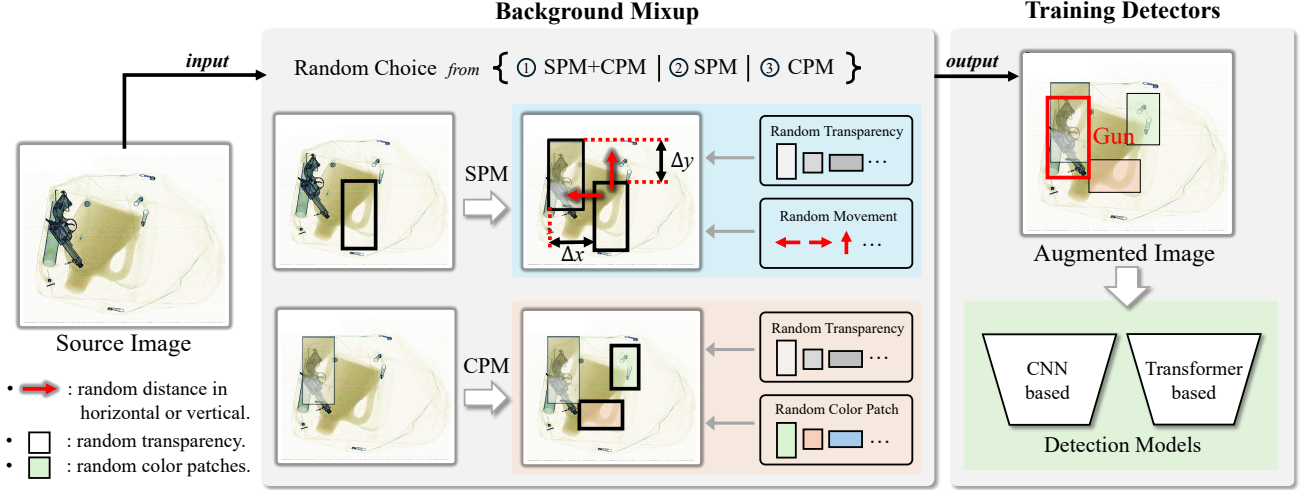 Background Mixup
Training Detectors
input
Random Choice from { ① SPM+CPM | ② SPM | ③ CPM }
output
Gun
Augmented Image
SPM
Δy
Δx
Random Transparency
...
Random Movement
...
Source Image
: random distance in
horizontal or vertical.
: random transparency.
: random color patches.
CPM
Random Transparency
...
Random Color Patch
...
CNN
based
Transformer
based
Detection Models